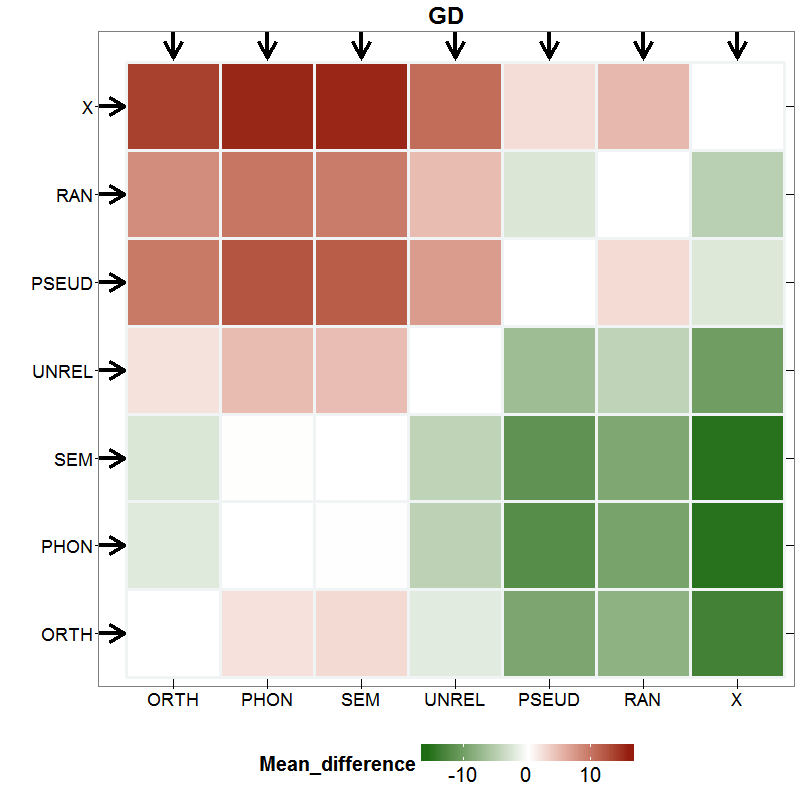 GD
X
RAN
PSEUD
UNREL
SEM
PHON
ORTH
ORTH PHON SEM UNREL PSEUD RAN X
Mean_difference
-10 0 10